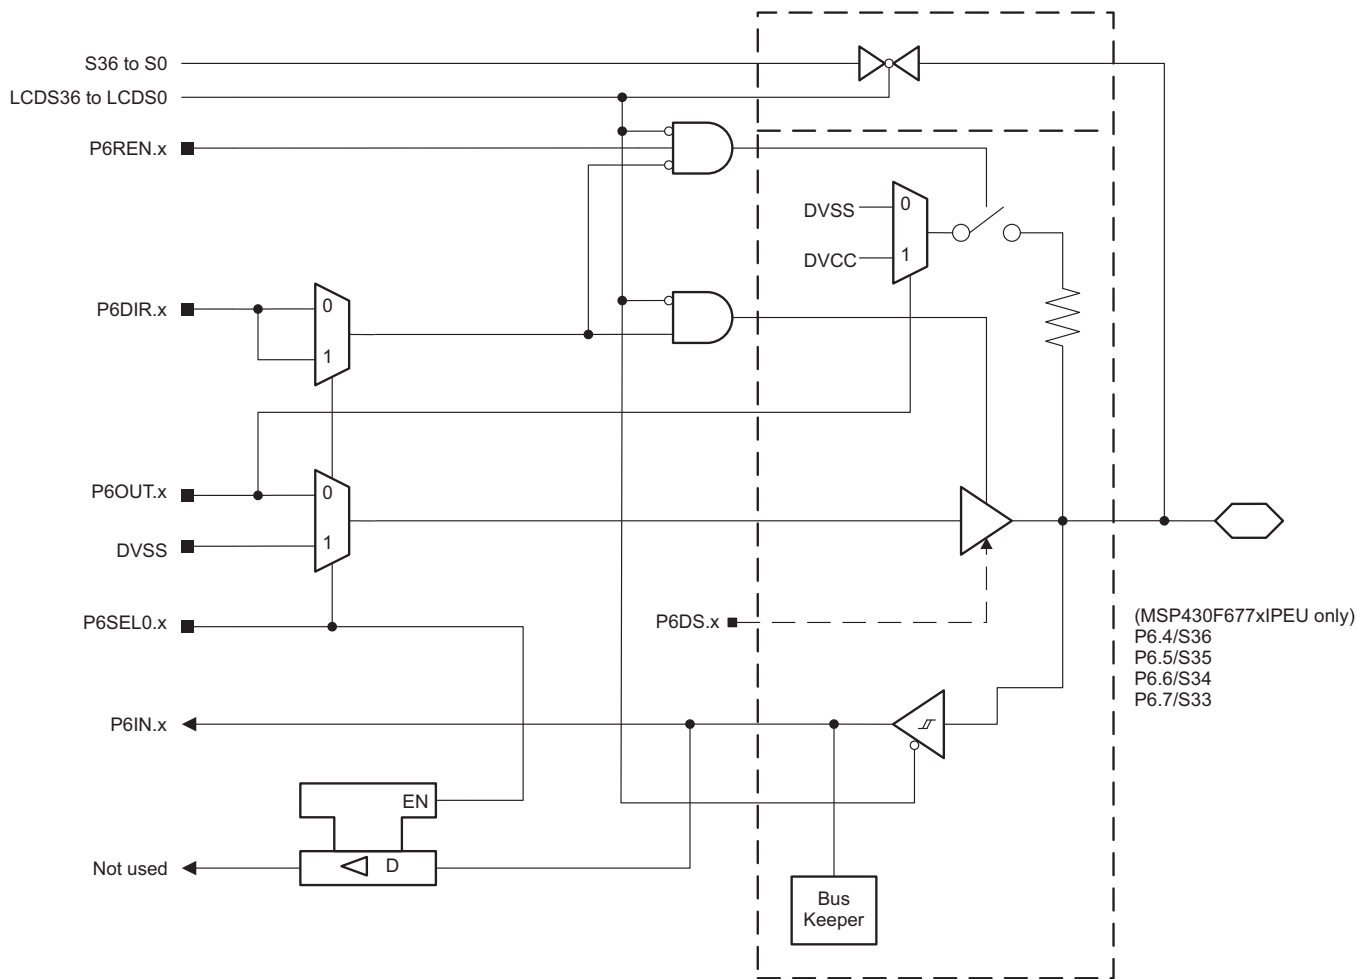 S36 to S0
LCDS36 to LCDS0
P6REN.x
DVSS
0
DVCC
1
P6DIR.x
0
1
P6OUT.x
0
DVSS
1
P6SEL0.x
P6DS.x
(MSP430F677xIPEU only)
P6.4/S36
P6.5/S35
P6.6/S34
P6.7/S33
P6IN.x
EN
Not used
D
Bus
Keeper